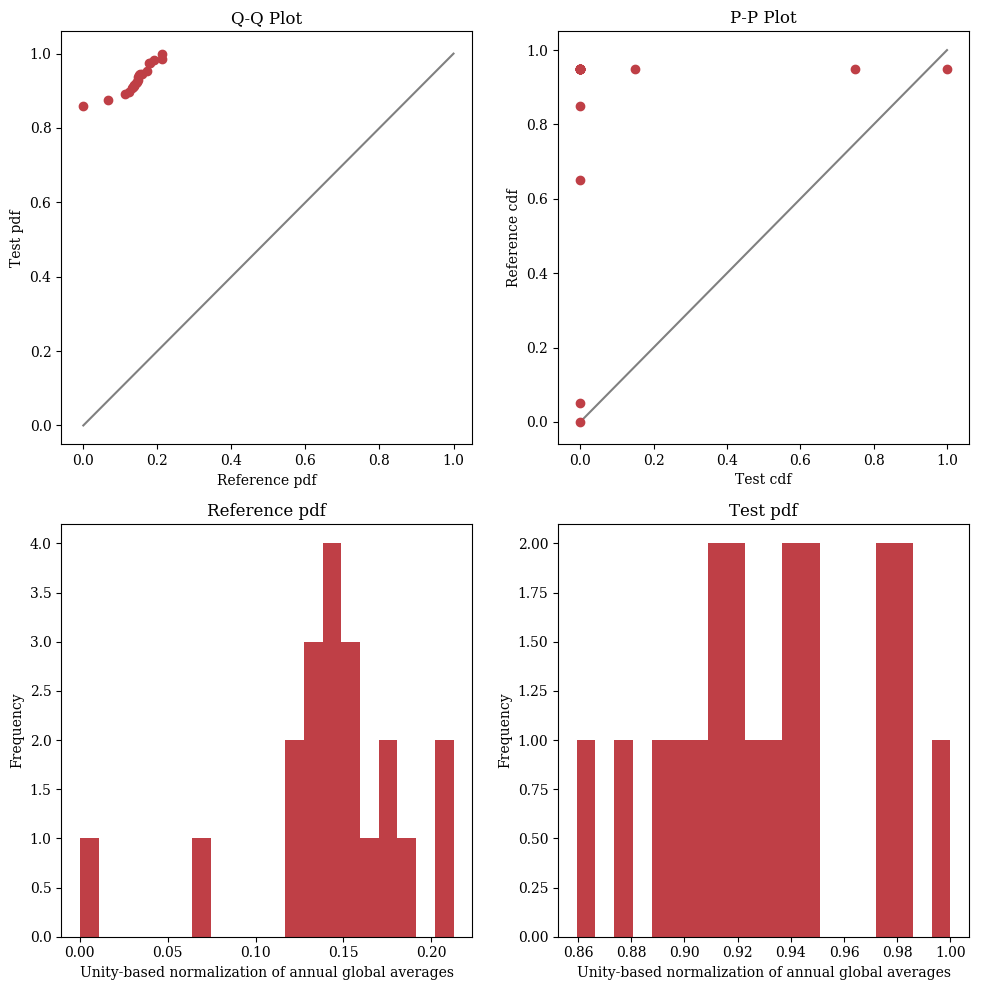 Q-Q Plot
Test pdf
1.0
0.8
0.6
0.4
0.2
0.0
0.0 0.2 0.4 0.6 0.8 1.0
Reference pdf
P-P Plot
Reference cdf
1.0
0.8
0.6
0.4
0.2
0.0
0.0 0.2 0.4 0.6 0.8 1.0
Test cdf
Reference pdf
Frequency
4.0
3.5
3.0
2.5
2.0
1.5
1.0
0.5
0.0
0.00 0.05 0.10 0.15 0.20
Unity-based normalization of annual global averages
Test pdf
Frequency
2.00
1.75
1.50
1.25
1.00
0.75
0.50
0.25
0.00
0.86 0.88 0.90 0.92 0.94 0.96 0.98 1.00
Unity-based normalization of annual global averages